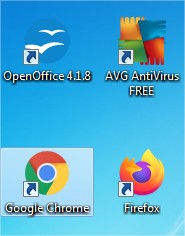 OpenOffice 4.1.8
AVG AntiVirus
FREE
Google Chrome
Firefox